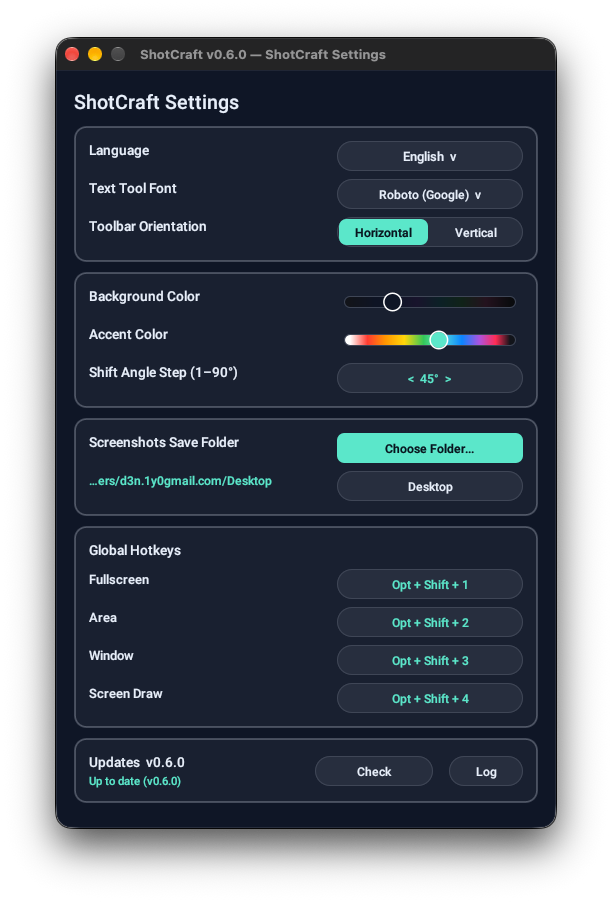 ShotCraft v0.6.0 — ShotCraft Settings
ShotCraft Settings
Language
English v
Text Tool Font
Roboto (Google) v
Toolbar Orientation
Horizontal Vertical
Background Color
Accent Color
Shift Angle Step (1–90°)
< 45° >
Screenshots Save Folder
Choose Folder...
...ers/d3n.1y0gmail.com/Desktop
Desktop
Global Hotkeys
Fullscreen
Opt + Shift + 1
Area
Opt + Shift + 2
Window
Opt + Shift + 3
Screen Draw
Opt + Shift + 4
Updates v0.6.0
Up to date (v0.6.0)
Check
Log